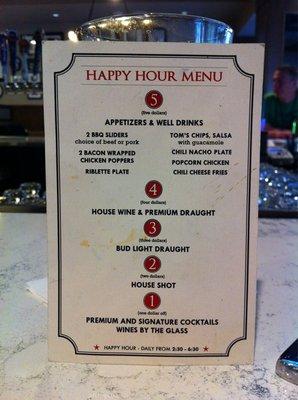 HAPPY HOUR MENU
5
(five dollars)
APPETIZERS & WELL DRINKS
2 BBQ SLIDERS
choice of beef or pork
2 BACON WRAPPED
CHICKEN POPPERS
RIBLETTE PLATE
TOM'S CHIPS, SALSA
with guacamole
CHILI NACHO PLATE
POPCORN CHICKEN
CHILI CHEESE FRIES
4
(four dollars)
HOUSE WINE & PREMIUM DRAUGHT
3
(three dollars)
BUD LIGHT DRAUGHT
2
(two dollars)
HOUSE SHOT
1
(one dollar off)
PREMIUM AND SIGNATURE COCKTAILS
WINES BY THE GLASS
★ HAPPY HOUR - DAILY FROM 2:30 - 6:30 ★